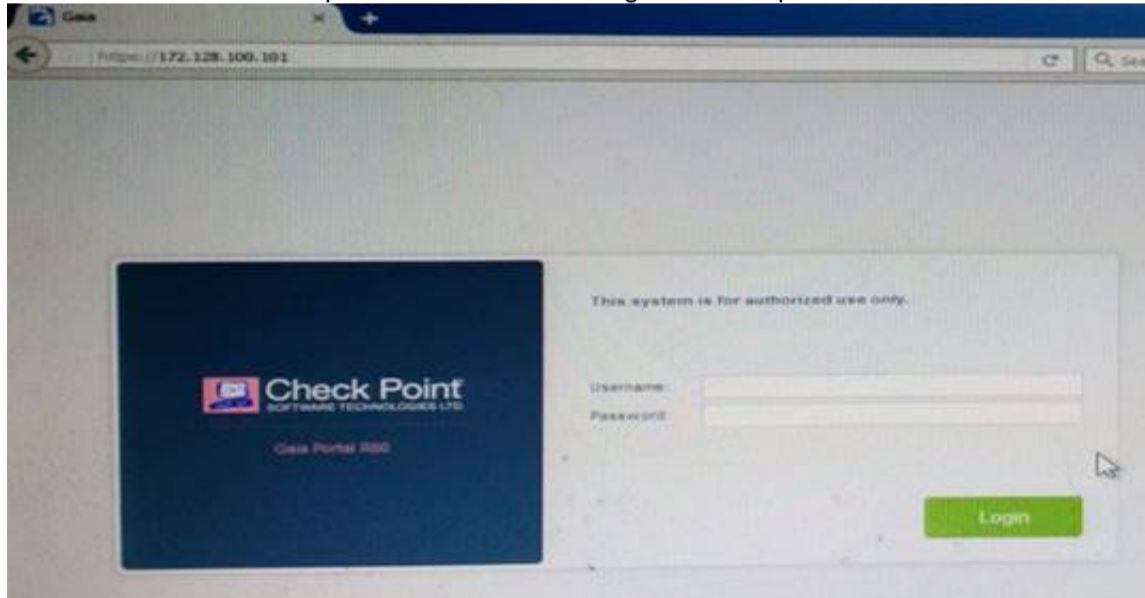 Gaia
https://172.128.100.101
Sea
This system is for authorized use only.
Check Point
SOFTWARE TECHNOLOGIES LTD.
Gaia Portal R80
Username:
Password:
Login